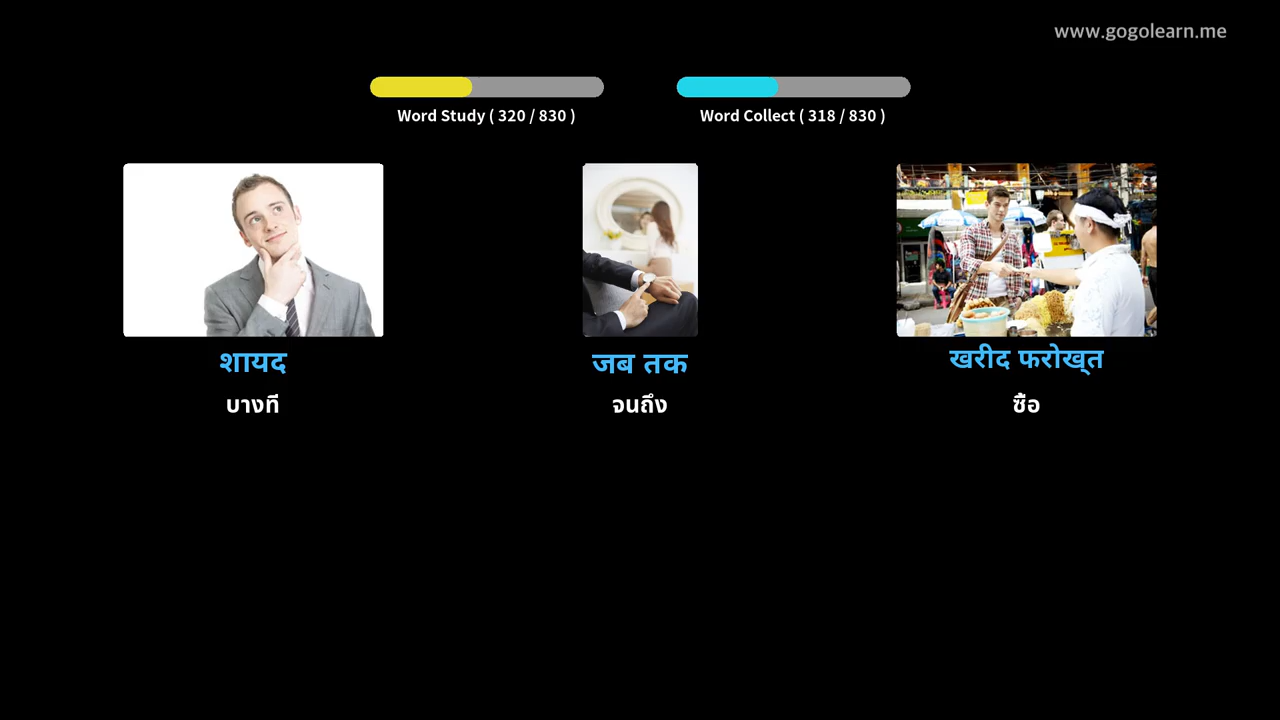 www.gogolearn.me
Word Study ( 320 / 830 )
Word Collect ( 318 / 830 )
शायद
जब तक
खरीद फरोख्त
บางที
จนถึง
ซื้อ